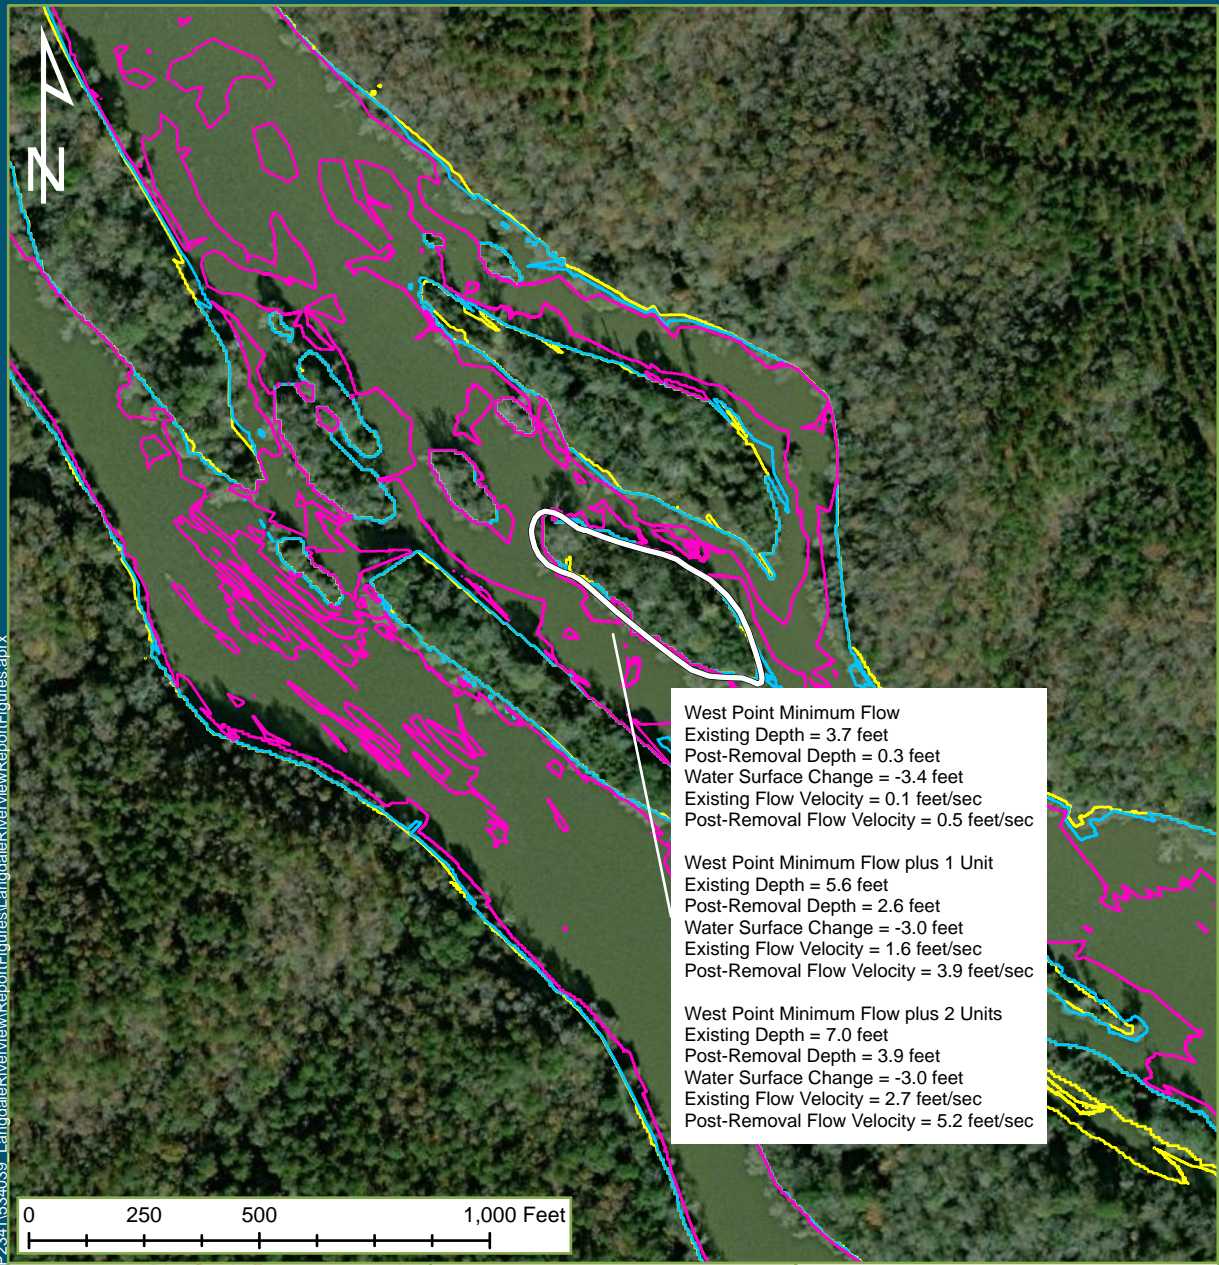 N
West Point Minimum Flow
Existing Depth = 3.7 feet
Post-Removal Depth = 0.3 feet
Water Surface Change = -3.4 feet
Existing Flow Velocity = 0.1 feet/sec
Post-Removal Flow Velocity = 0.5 feet/sec
West Point Minimum Flow plus 1 Unit
Existing Depth = 5.6 feet
Post-Removal Depth = 2.6 feet
Water Surface Change = -3.0 feet
Existing Flow Velocity = 1.6 feet/sec
Post-Removal Flow Velocity = 3.9 feet/sec
West Point Minimum Flow plus 2 Units
Existing Depth = 7.0 feet
Post-Removal Depth = 3.9 feet
Water Surface Change = -3.0 feet
Existing Flow Velocity = 2.7 feet/sec
Post-Removal Flow Velocity = 5.2 feet/sec
0 250 500 1,000 Feet